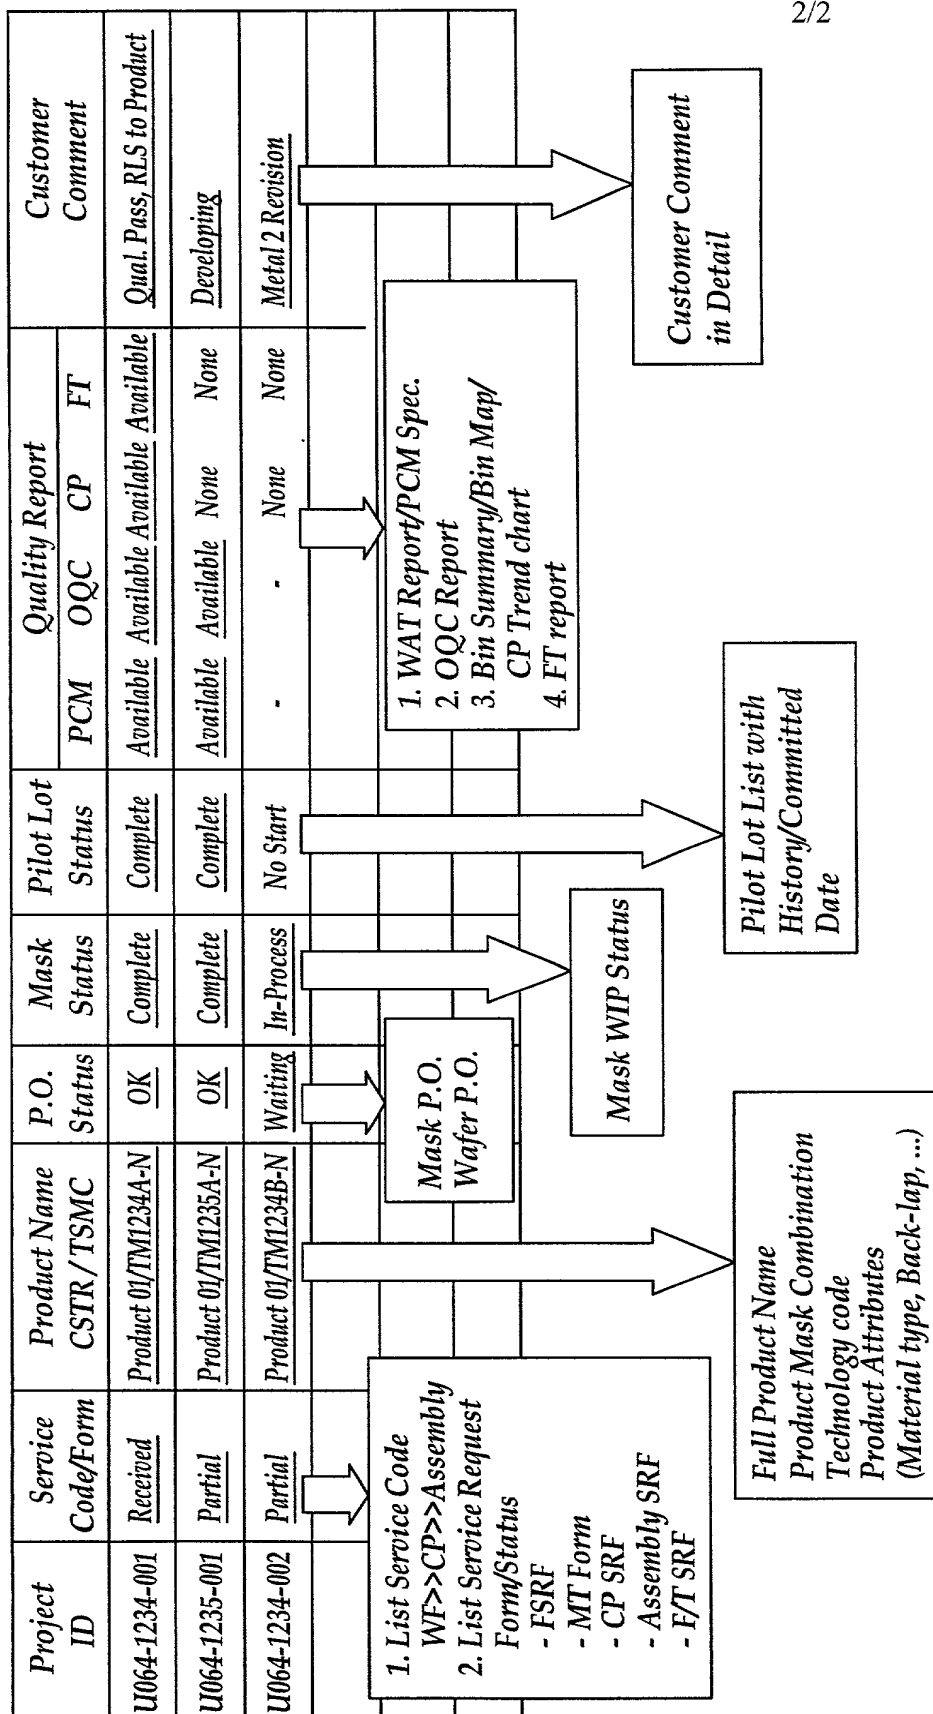 2/2
Project
ID
Service
Code/Form
Product Name
CSTR / TSMC
P.O.
Status
Mask
Status
Pilot Lot
Status
Quality Report
PCM OQC CP FT
Customer
Comment
U064-1234-001 Received Product 01/TM1234A-N OK Complete Complete Available Available Available Available Qual. Pass, RLS to Product
U064-1235-001 Partial Product 01/TM1235A-N OK Complete Complete Available Available None None Developing
U064-1234-002 Partial Product 01/TM1234B-N Waiting In-Process No Start - - None None Metal 2 Revision
1. List Service Code
WF>>CP>>Assembly
2. List Service Request
Form/Status
- FSRF
- MT Form
- CP SRF
- Assembly SRF
- F/T SRF
Mask P.O.
Wafer P.O.
1. WAT Report/PCM Spec.
2. OQC Report
3. Bin Summary/Bin Map/
CP Trend chart
4. FT report
Mask WIP Status
Customer Comment
in Detail
Full Product Name
Product Mask Combination
Technology code
Product Attributes
(Material type, Back-lap, ...)
Pilot Lot List with
History/Committed
Date